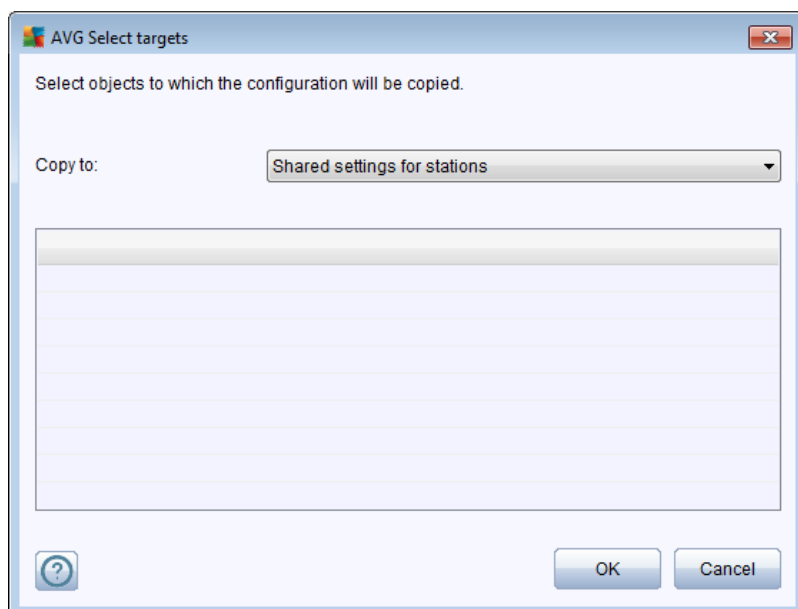 AVG Select targets
Select objects to which the configuration will be copied.
Copy to:
Shared settings for stations
?
OK
Cancel